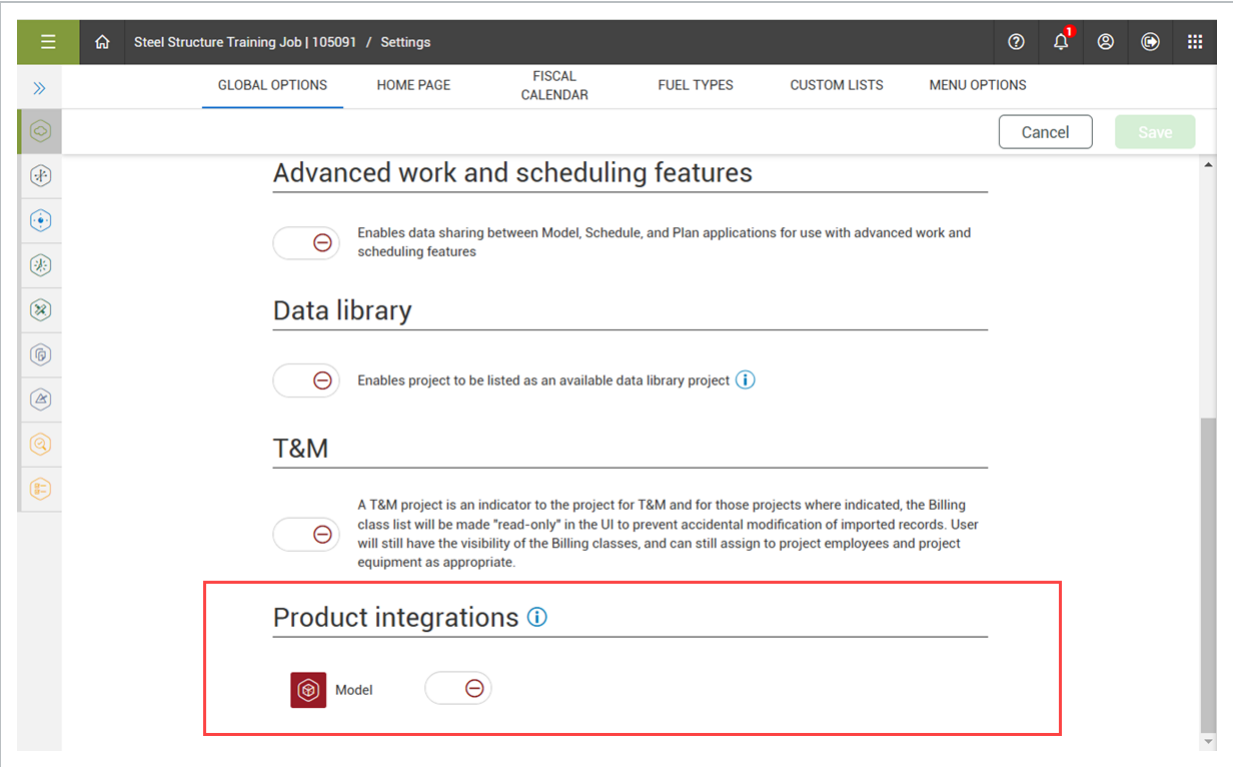 Steel Structure Training Job | 105091 / Settings
1
GLOBAL OPTIONS
HOME PAGE
FISCAL
CALENDAR
FUEL TYPES
CUSTOM LISTS
MENU OPTIONS
Cancel
Save
Advanced work and scheduling features
Enables data sharing between Model, Schedule, and Plan applications for use with advanced work and
scheduling features
Data library
Enables project to be listed as an available data library project
T&M
A T&M project is an indicator to the project for T&M and for those projects where indicated, the Billing
class list will be made "read-only" in the UI to prevent accidental modification of imported records. User
will still have the visibility of the Billing classes, and can still assign to project employees and project
equipment as appropriate.
Product integrations
Model